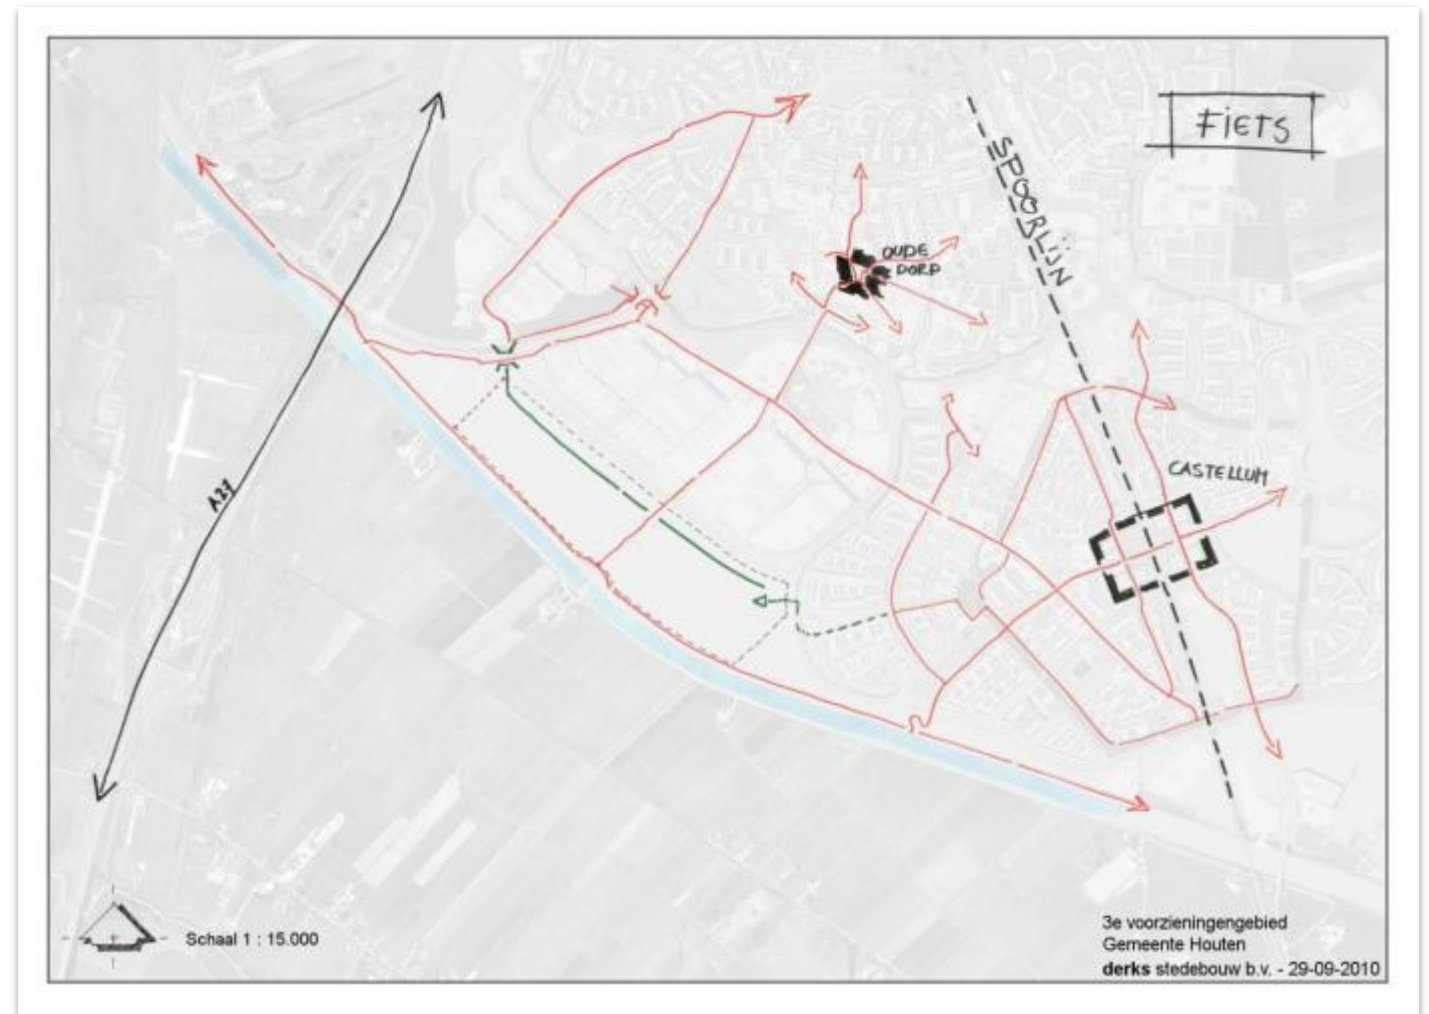 FIETS
SPOORLIJN
OUDE
DORP
CASTELLUM
A27
Schaal 1 : 15.000
3e voorzieningengebied
Gemeente Houten
derks stedebouw b.v. - 29-09-2010